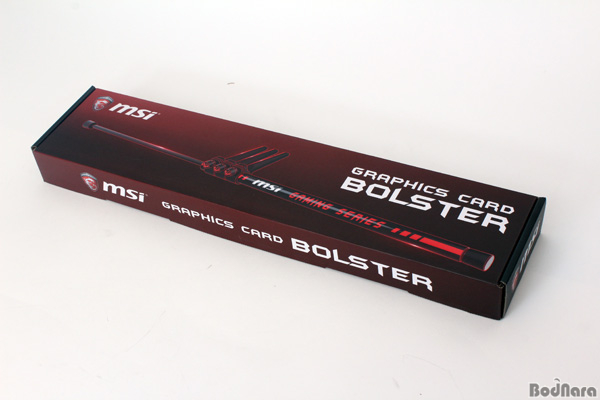 msi
GRAPHICS CARD
BOLSTER
msi GAMING SERIES
msi GRAPHICS CARD BOLSTER
BodNara